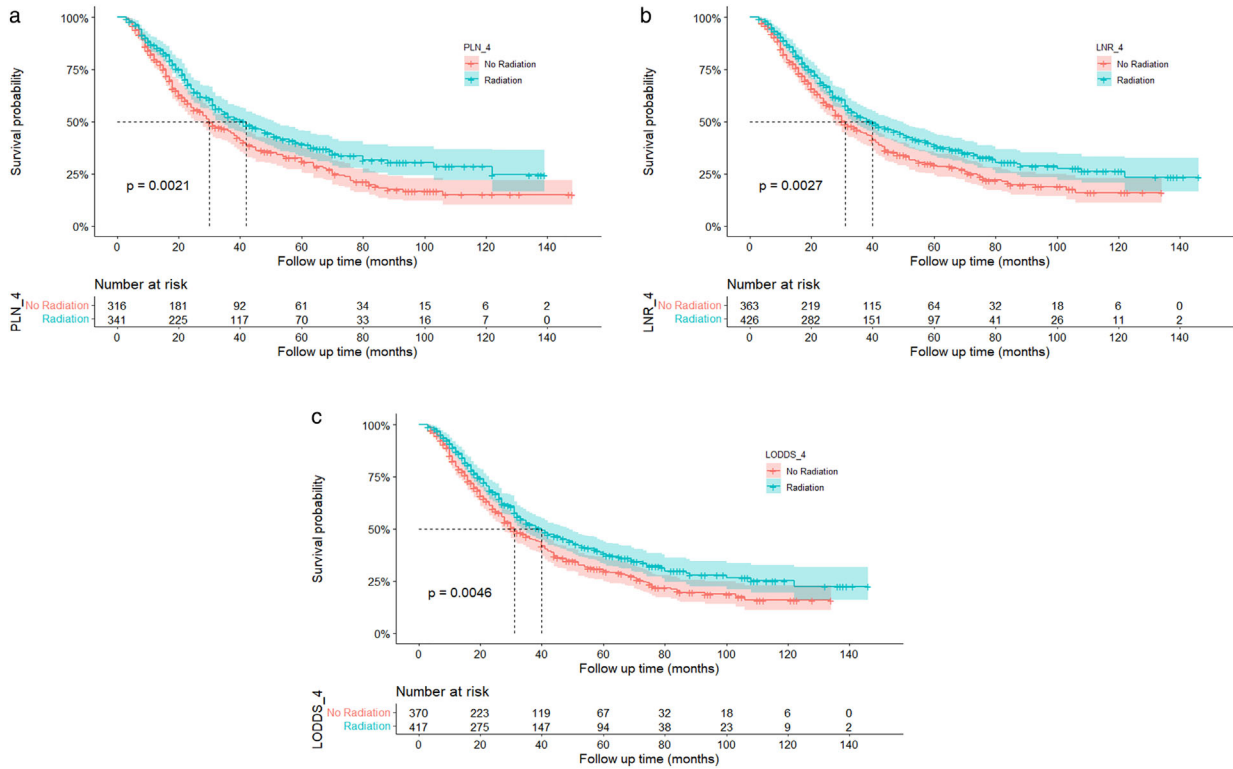 a
PLN_4
No Radiation
Radiation
Survival probability
100%
75%
50%
25%
0%
p = 0.0021
0 20 40 60 80 100 120 140
Follow up time (months)
Number at risk
PLN_4
No Radiation 316 181 92 61 34 15 6 2
Radiation 341 225 117 70 33 16 7 0
0 20 40 60 80 100 120 140
Follow up time (months)
b
LNR_4
No Radiation
Radiation
Survival probability
100%
75%
50%
25%
0%
p = 0.0027
0 20 40 60 80 100 120 140
Follow up time (months)
Number at risk
LNR_4
No Radiation 363 219 115 64 32 18 6 0
Radiation 426 282 151 97 41 26 11 2
0 20 40 60 80 100 120 140
Follow up time (months)
c
LODDS_4
No Radiation
Radiation
Survival probability
100%
75%
50%
25%
0%
p = 0.0046
0 20 40 60 80 100 120 140
Follow up time (months)
Number at risk
LODDS_4
No Radiation 370 223 119 67 32 18 6 0
Radiation 417 275 147 94 38 23 9 2
0 20 40 60 80 100 120 140
Follow up time (months)